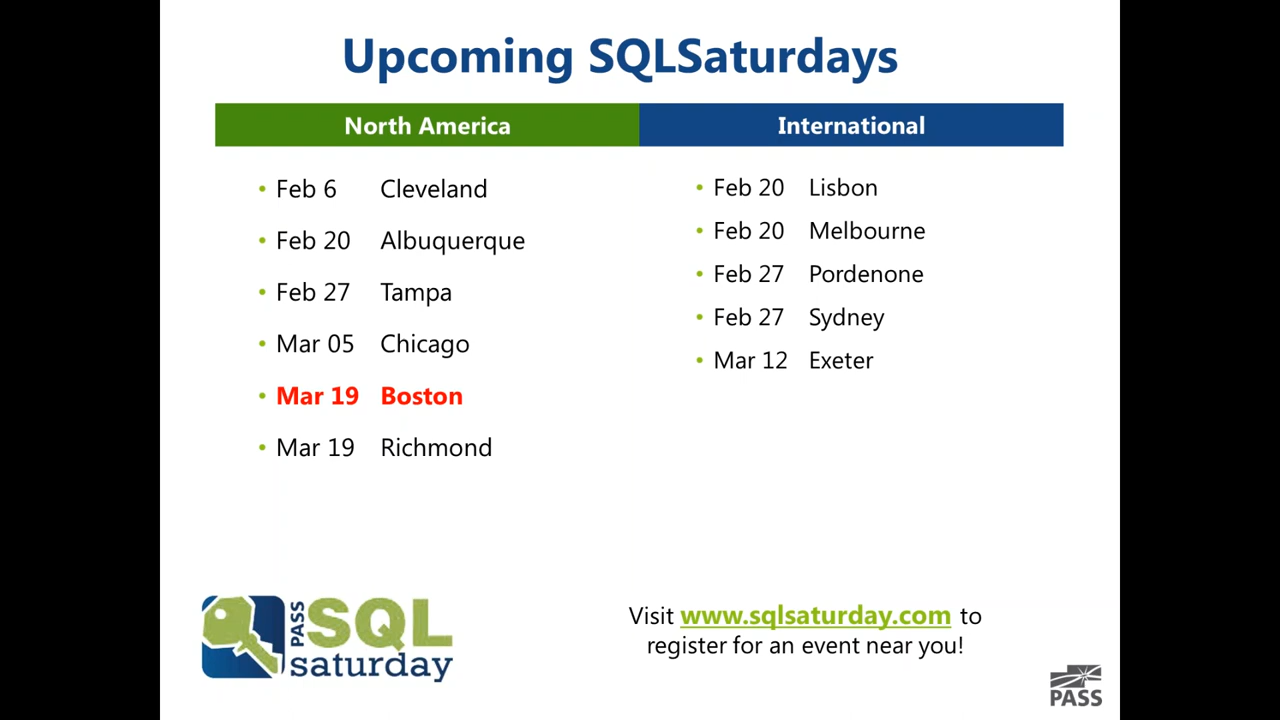 Upcoming SQLSaturdays
North America
International
• Feb 6 Cleveland
• Feb 20 Albuquerque
• Feb 27 Tampa
• Mar 05 Chicago
• Mar 19 Boston
• Mar 19 Richmond
• Feb 20 Lisbon
• Feb 20 Melbourne
• Feb 27 Pordenone
• Feb 27 Sydney
• Mar 12 Exeter
PASS
SQL
saturday
Visit www.sqlsaturday.com to
register for an event near you!
PASS